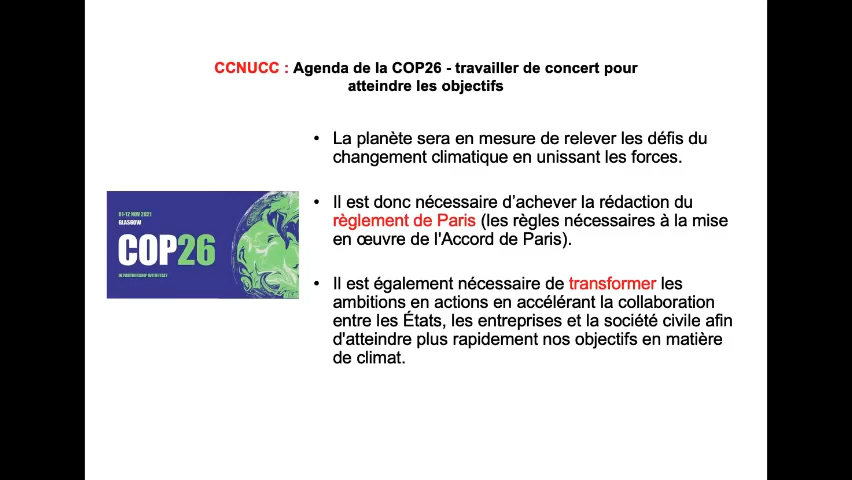 CCNUCC : Agenda de la COP26 - travailler de concert pour
atteindre les objectifs
• La planète sera en mesure de relever les défis du
changement climatique en unissant les forces.
• Il est donc nécessaire d'achever la rédaction du
règlement de Paris (les règles nécessaires à la mise
en œuvre de l'Accord de Paris).
• Il est également nécessaire de transformer les
ambitions en actions en accélérant la collaboration
entre les États, les entreprises et la société civile afin
d'atteindre plus rapidement nos objectifs en matière
de climat.
01-12 NOV 2021
GLASGOW
COP26
IN PARTNERSHIP WITH ITALY